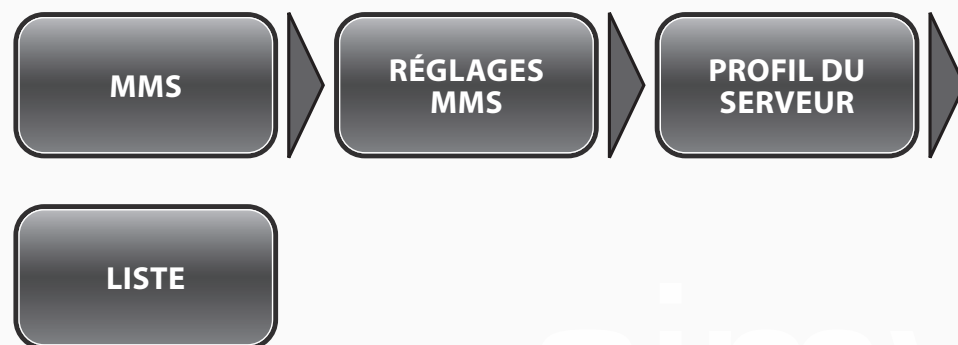 MMS
RÉGLAGES
MMS
PROFIL DU
SERVEUR
LISTE